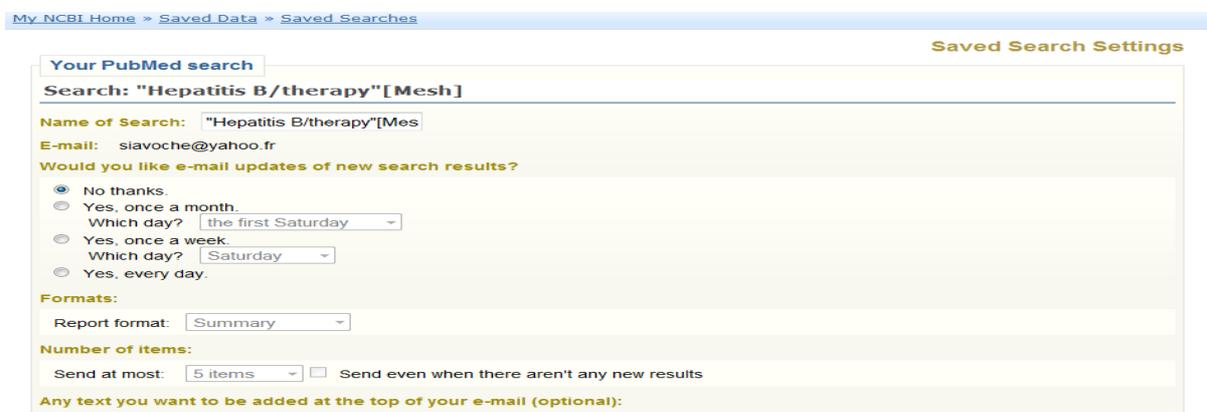 My NCBI Home » Saved Data » Saved Searches
Saved Search Settings
Your PubMed search
Search: "Hepatitis B/therapy"[Mesh]
Name of Search: "Hepatitis B/therapy"[Mes
E-mail: siavoche@yahoo.fr
Would you like e-mail updates of new search results?
No thanks.
Yes, once a month.
Which day? the first Saturday
Yes, once a week.
Which day? Saturday
Yes, every day.
Formats:
Report format: Summary
Number of items:
Send at most: 5 items Send even when there aren't any new results
Any text you want to be added at the top of your e-mail (optional):